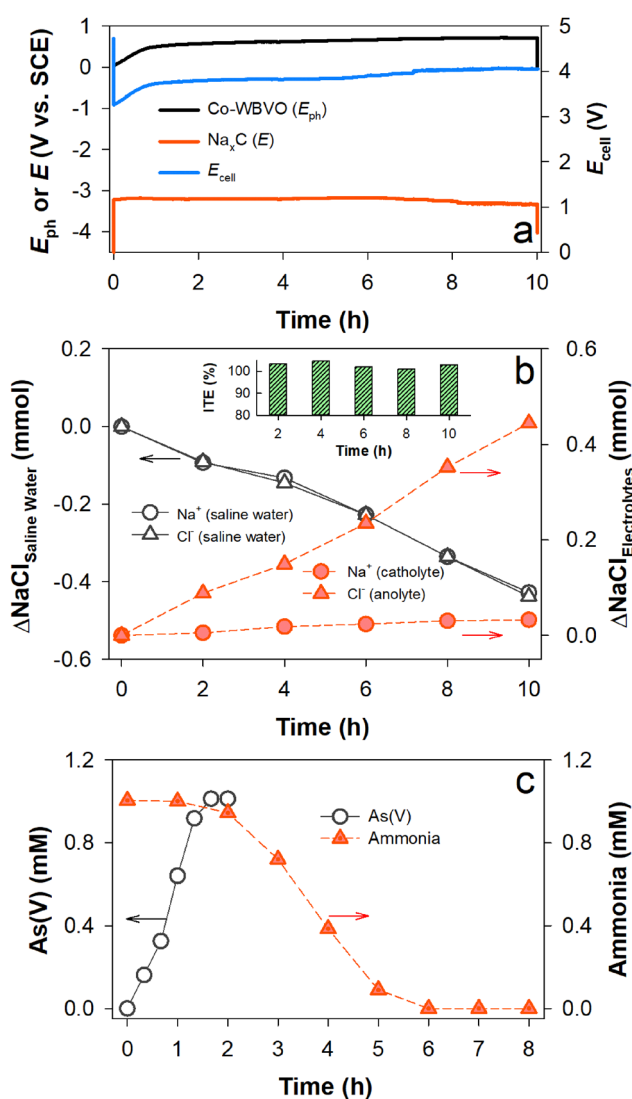 1
0
-1
-2
-3
-4
E_ph or E (V vs. SCE)
Co-WBVO (E_ph)
Na_xC (E)
E_cell
a
5
4
3
2
1
0
E_cell (V)
0 2 4 6 8 10
Time (h)
0.2
0.0
-0.2
-0.4
-0.6
ΔNaCl_Saline Water (mmol)
ITE (%)
120
100
80
2 4 6 8 10
Time (h)
b
Na⁺ (saline water)
Cl⁻ (saline water)
Na⁺ (catholyte)
Cl⁻ (anolyte)
0.6
0.4
0.2
0.0
ΔNaCl_Electrolytes (mmol)
0 2 4 6 8 10
Time (h)
1.2
0.8
0.4
0.0
As(V) (mM)
c
As(V)
Ammonia
1.2
0.8
0.4
0.0
Ammonia (mM)
0 1 2 3 4 5 6 7 8
Time (h)